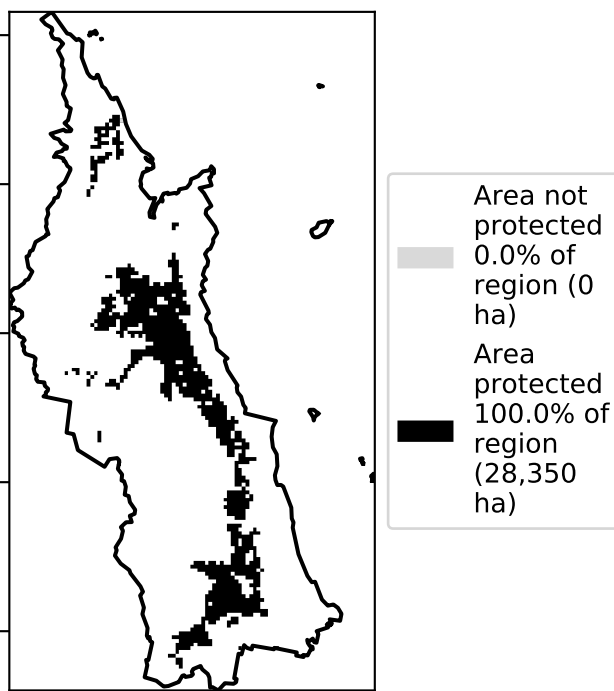 Area not
protected
0.0% of
region (0
ha)
Area
protected
100.0% of
region
(28,350
ha)